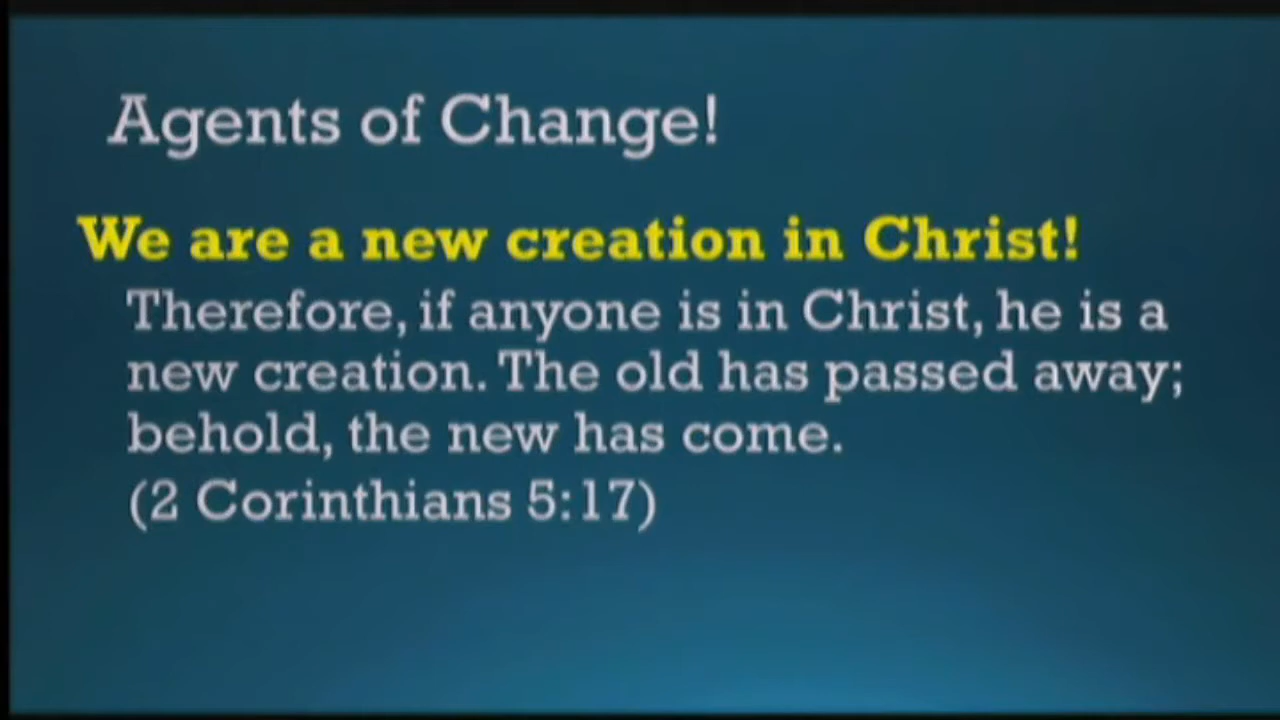 Agents of Change!
We are a new creation in Christ!
Therefore, if anyone is in Christ, he is a
new creation. The old has passed away;
behold, the new has come.
(2 Corinthians 5:17)